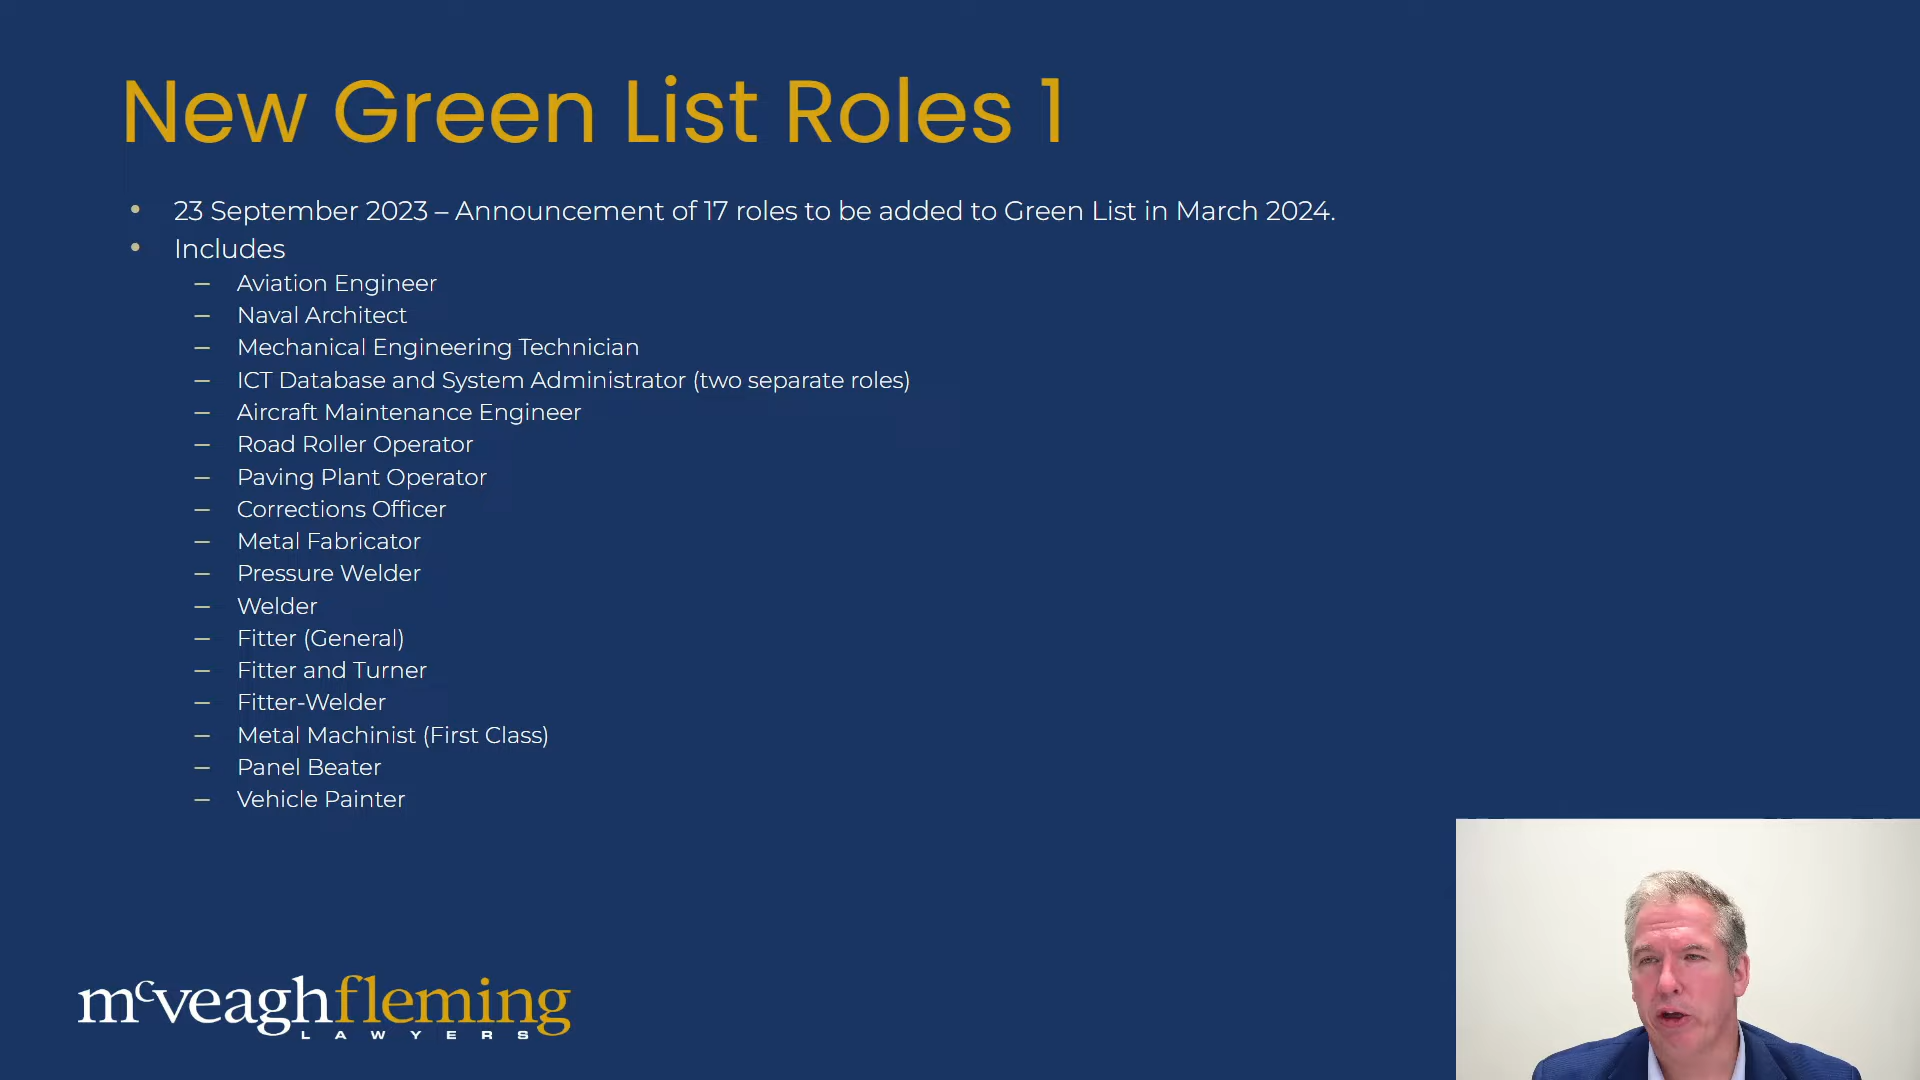 New Green List Roles 1
• 23 September 2023 – Announcement of 17 roles to be added to Green List in March 2024.
• Includes
– Aviation Engineer
– Naval Architect
– Mechanical Engineering Technician
– ICT Database and System Administrator (two separate roles)
– Aircraft Maintenance Engineer
– Road Roller Operator
– Paving Plant Operator
– Corrections Officer
– Metal Fabricator
– Pressure Welder
– Welder
– Fitter (General)
– Fitter and Turner
– Fitter-Welder
– Metal Machinist (First Class)
– Panel Beater
– Vehicle Painter
mcveaghfleming
LAWYERS